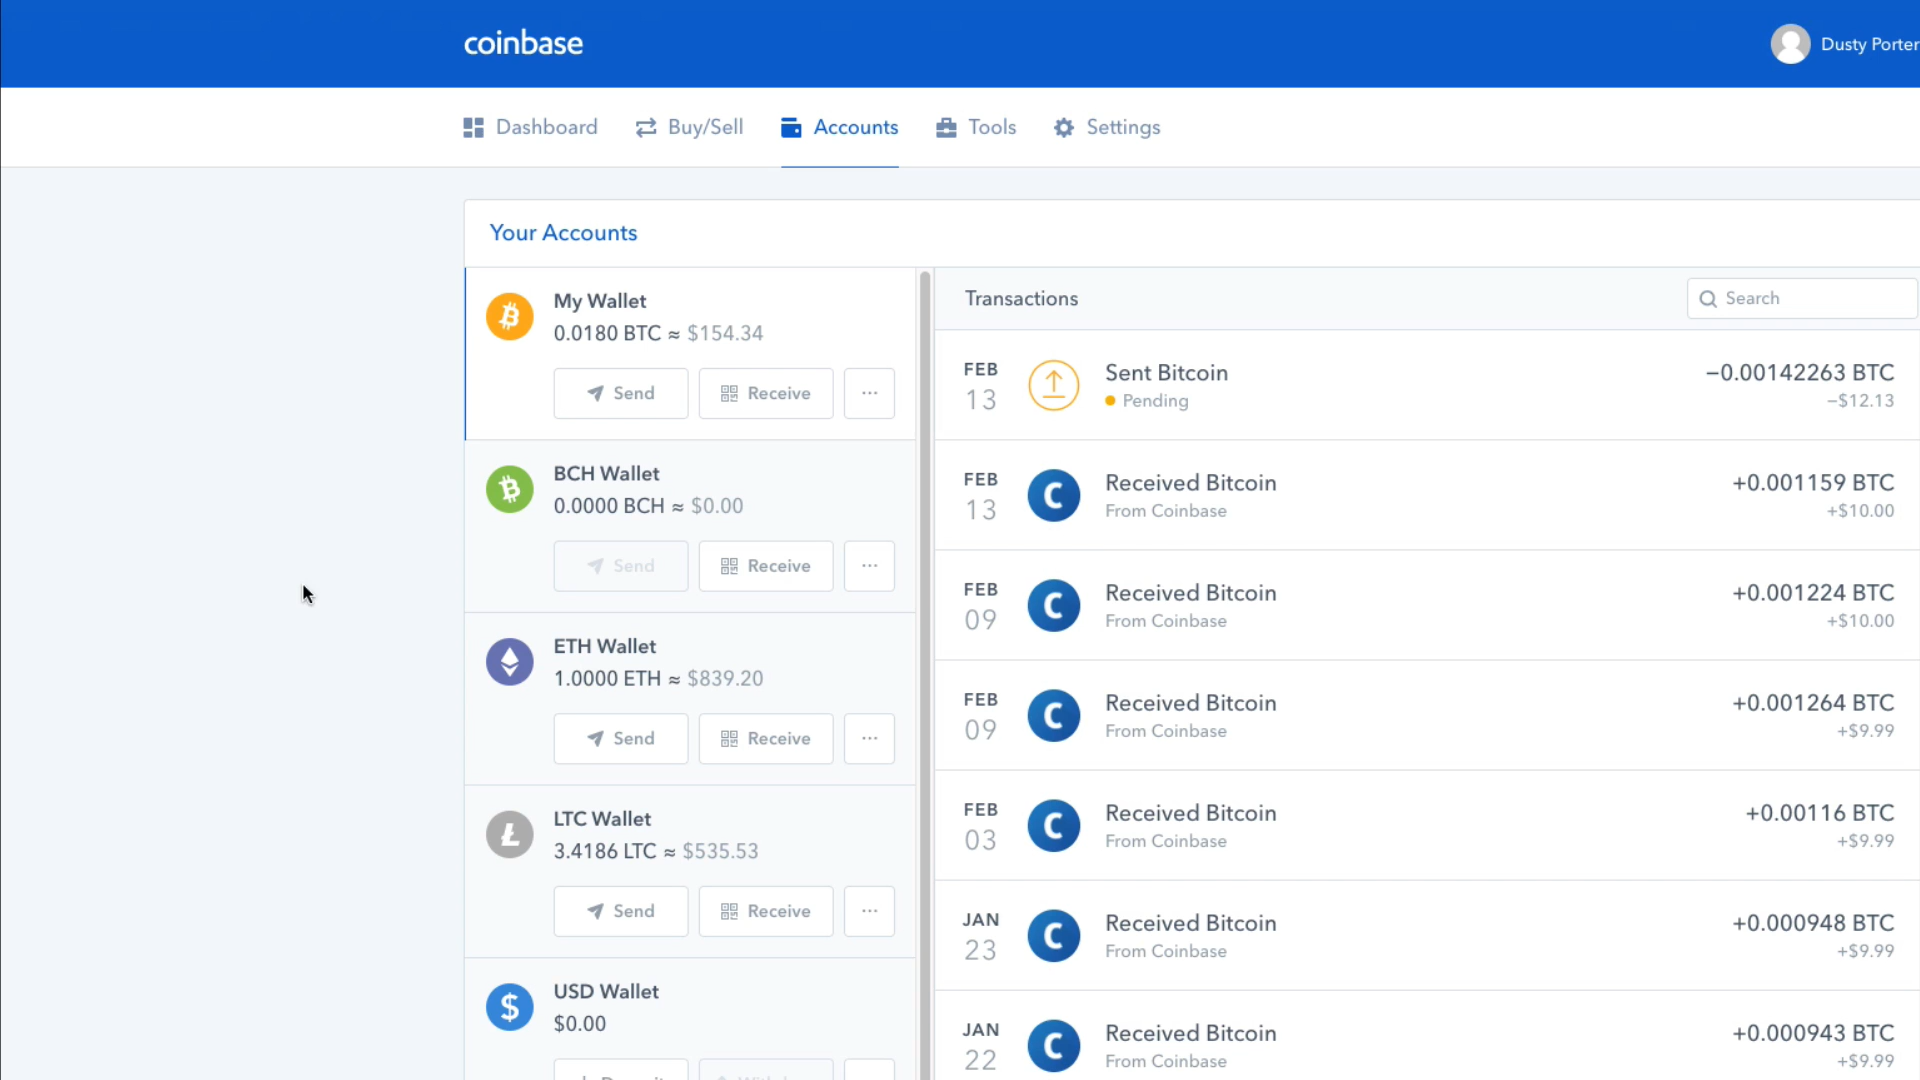 coinbase
Dusty Porter
Dashboard
Buy/Sell
Accounts
Tools
Settings
Your Accounts
My Wallet
0.0180 BTC ≈ $154.34
Send
Receive
BCH Wallet
0.0000 BCH ≈ $0.00
Send
Receive
ETH Wallet
1.0000 ETH ≈ $839.20
Send
Receive
LTC Wallet
3.4186 LTC ≈ $535.53
Send
Receive
USD Wallet
$0.00
Transactions
Search
FEB
13
Sent Bitcoin
Pending
−0.00142263 BTC
−$12.13
FEB
13
Received Bitcoin
From Coinbase
+0.001159 BTC
+$10.00
FEB
09
Received Bitcoin
From Coinbase
+0.001224 BTC
+$10.00
FEB
09
Received Bitcoin
From Coinbase
+0.001264 BTC
+$9.99
FEB
03
Received Bitcoin
From Coinbase
+0.00116 BTC
+$9.99
JAN
23
Received Bitcoin
From Coinbase
+0.000948 BTC
+$9.99
JAN
22
Received Bitcoin
From Coinbase
+0.000943 BTC
+$9.99